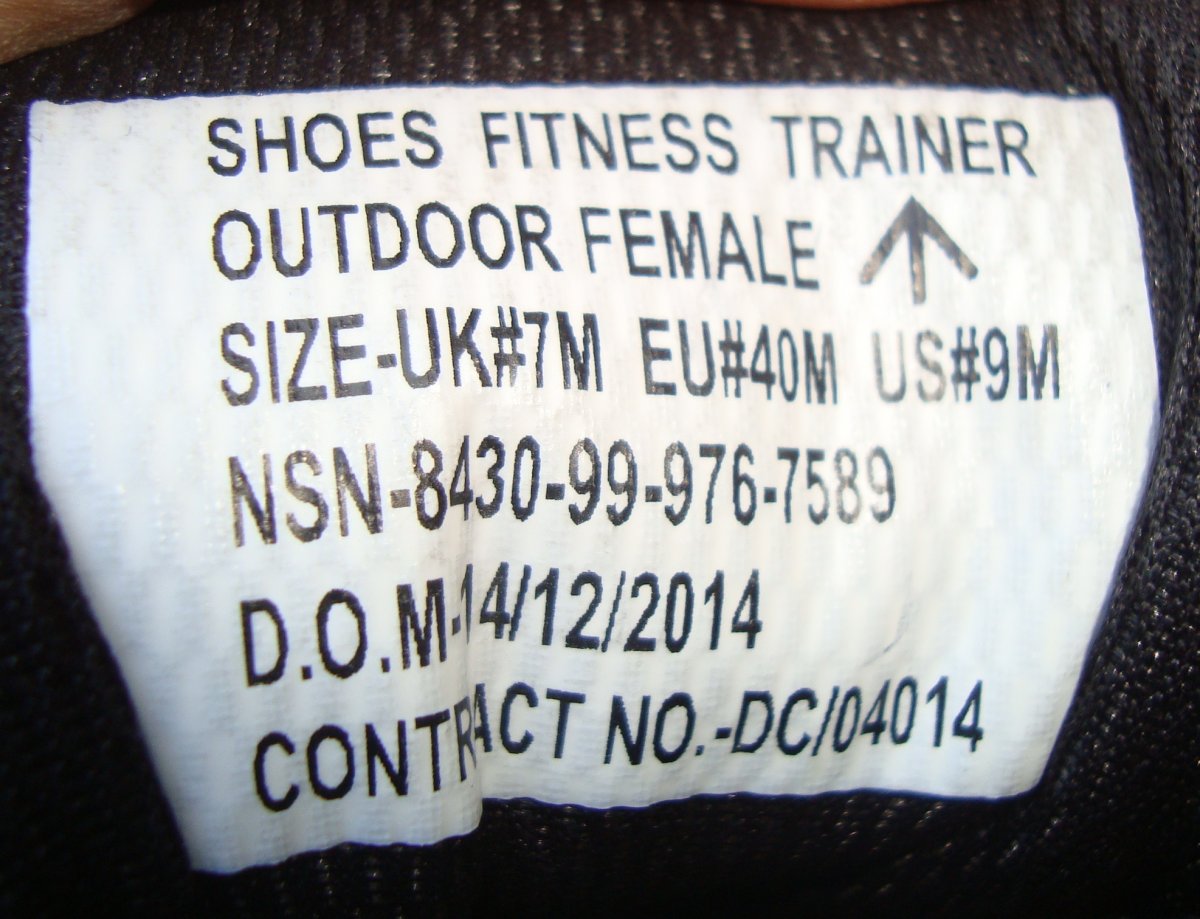 SHOES FITNESS TRAINER
OUTDOOR FEMALE ↑
SIZE-UK#7M EU#40M US#9M
NSN-8430-99-976-7589
D.O.M-14/12/2014
CONTRACT NO.-DC/04014